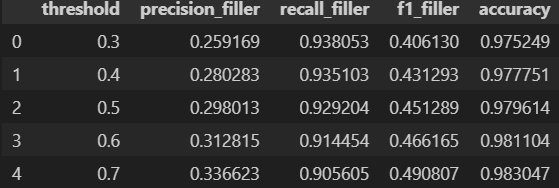 threshold precision_filler recall_filler f1_filler accuracy
0 0.3 0.259169 0.938053 0.406130 0.975249
1 0.4 0.280283 0.935103 0.431293 0.977751
2 0.5 0.298013 0.929204 0.451289 0.979614
3 0.6 0.312815 0.914454 0.466165 0.981104
4 0.7 0.336623 0.905605 0.490807 0.983047